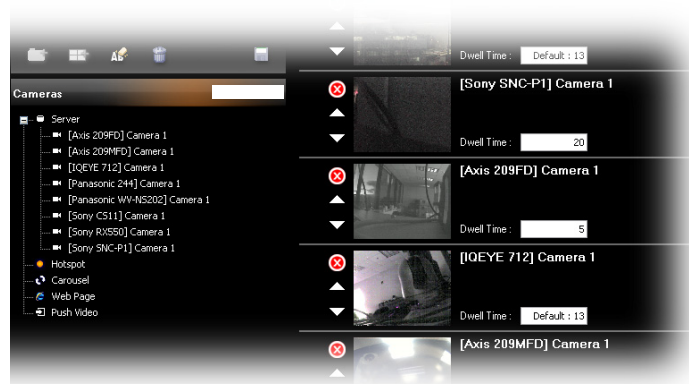 Cameras
Server
[Axis 209FD] Camera 1
[Axis 209MFD] Camera 1
[IQEYE 712] Camera 1
[Panasonic 244] Camera 1
[Panasonic WV-NS202] Camera 1
[Sony CS11] Camera 1
[Sony RX550] Camera 1
[Sony SNC-P1] Camera 1
Hotspot
Carousel
Web Page
Push Video
Dwell Time : Default : 13
[Sony SNC-P1] Camera 1
Dwell Time : 20
[Axis 209FD] Camera 1
Dwell Time : 5
[IQEYE 712] Camera 1
Dwell Time : Default : 13
[Axis 209MFD] Camera 1